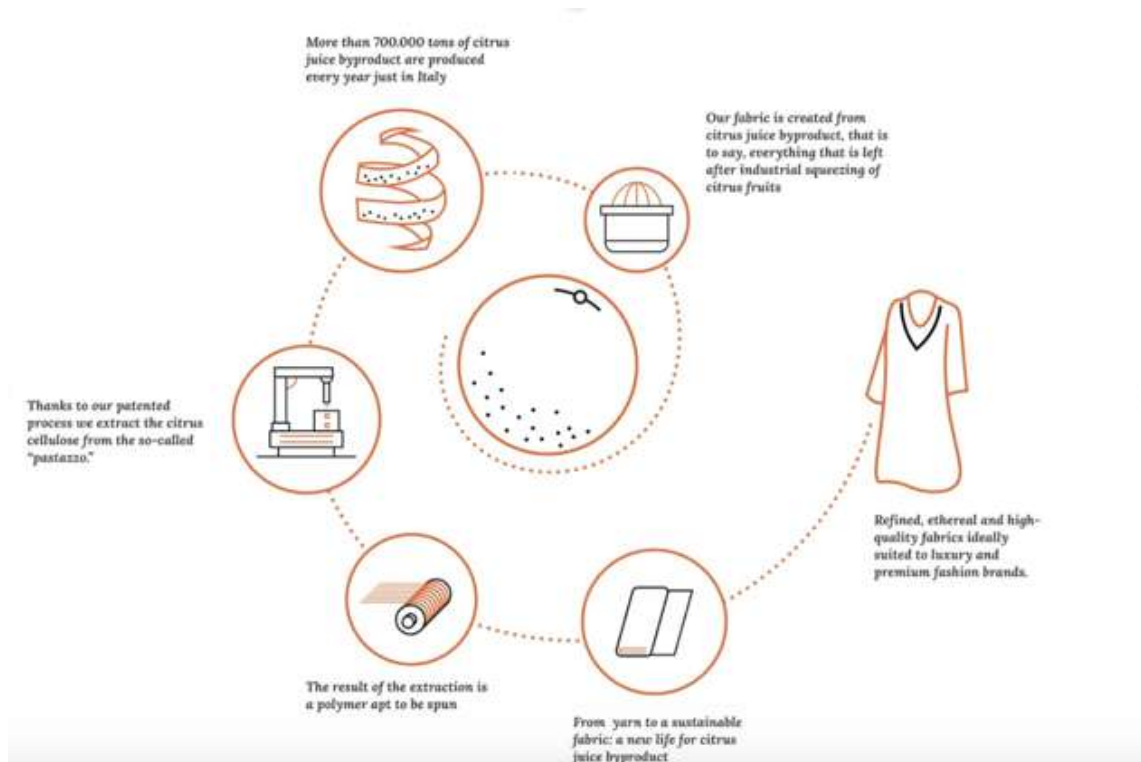 More than 700.000 tons of citrus
juice byproduct are produced
every year just in Italy
Our fabric is created from
citrus juice byproduct, that is
to say, everything that is left
after industrial squeezing of
citrus fruits
Thanks to our patented
process we extract the citrus
cellulose from the so-called
“pastazzo.”
The result of the extraction is
a polymer apt to be spun
From yarn to a sustainable
fabric: a new life for citrus
juice byproduct
Refined, ethereal and high-
quality fabrics ideally
suited to luxury and
premium fashion brands.